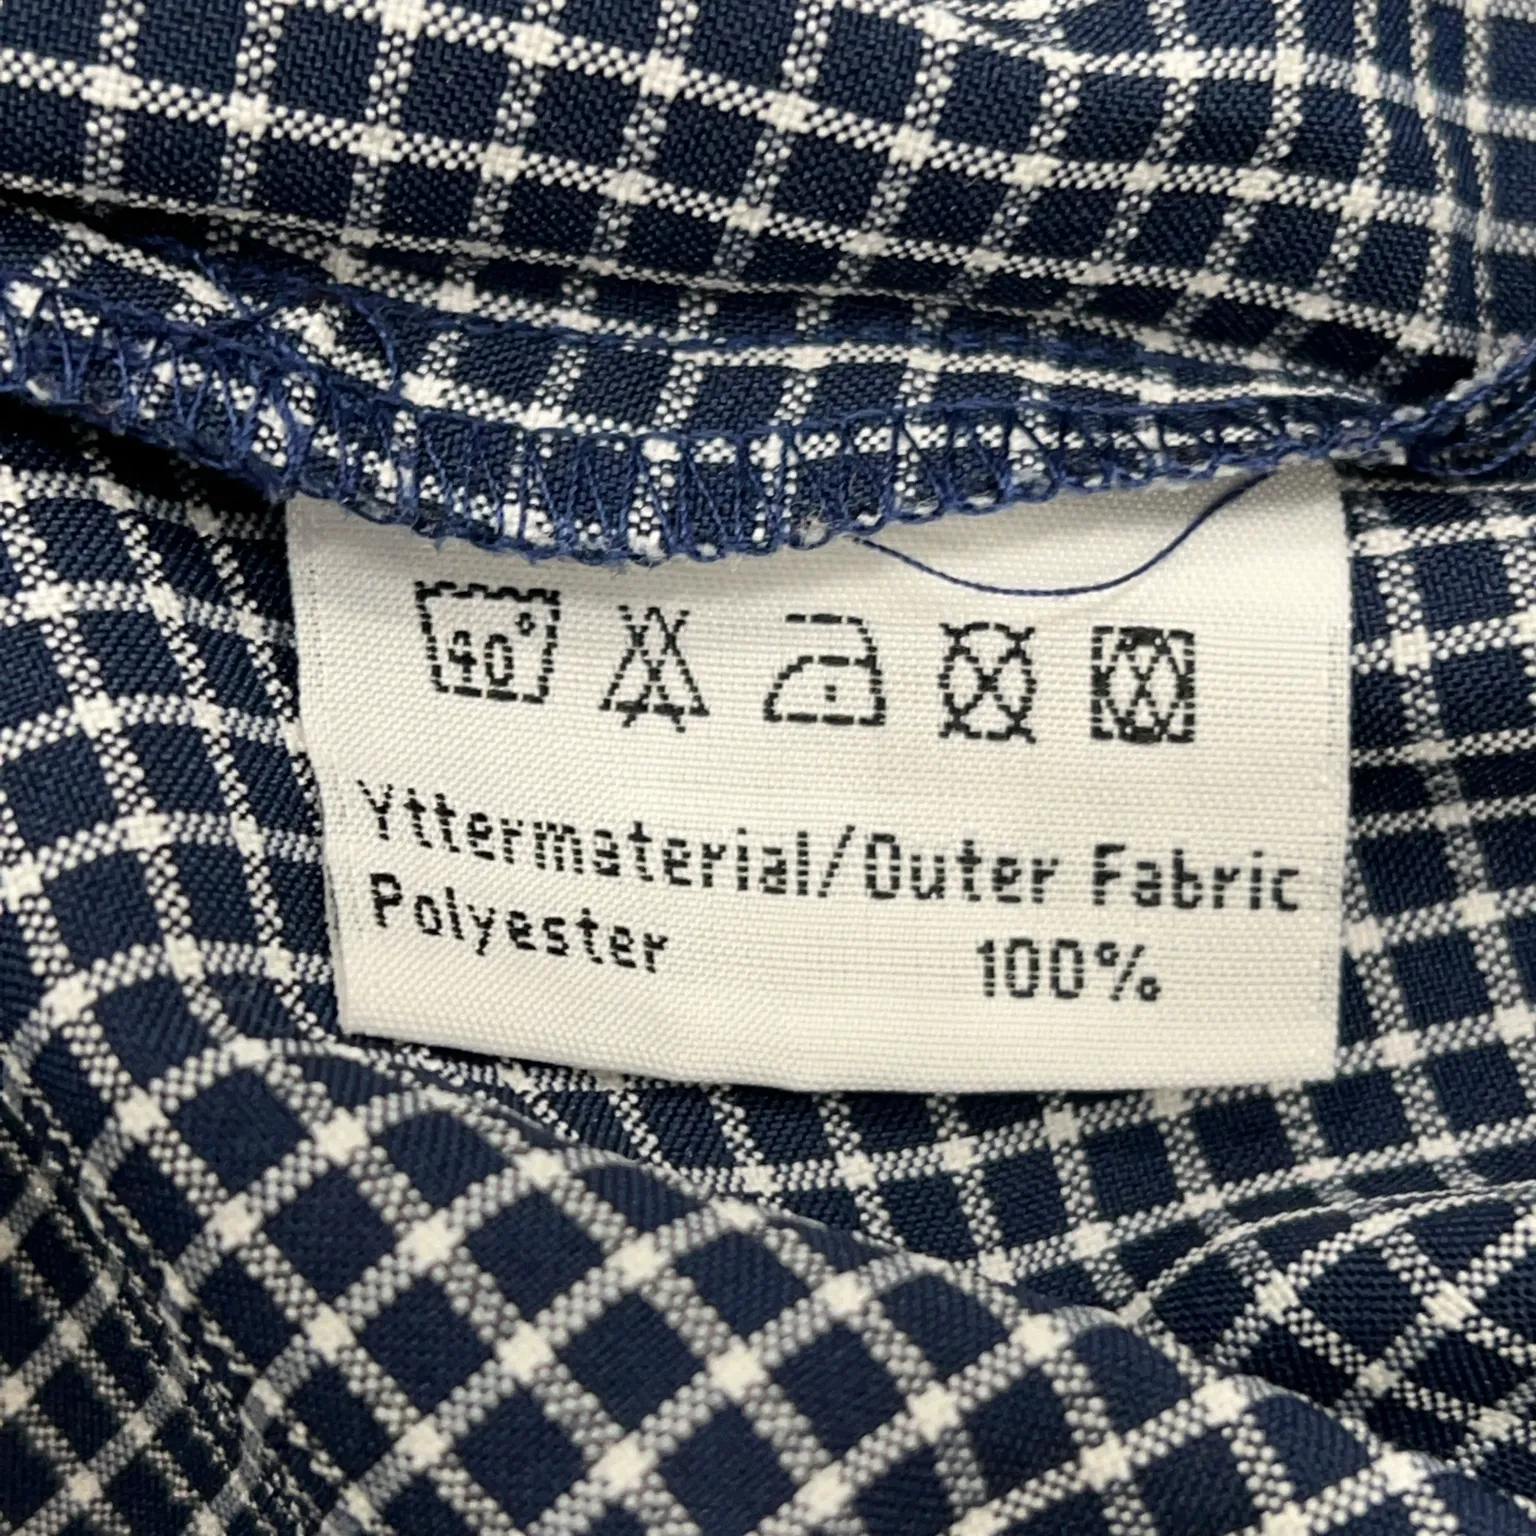 40°
Yttermaterial/Outer Fabric
Polyester 100%